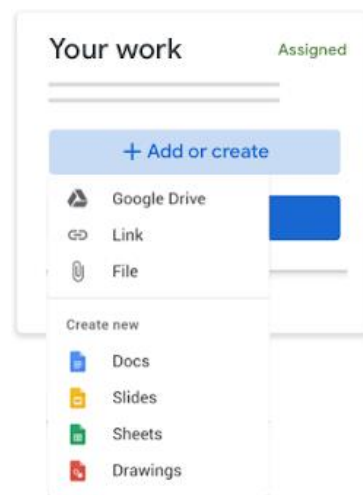 Your work
Assigned
+ Add or create
Google Drive
Link
File
Create new
Docs
Slides
Sheets
Drawings